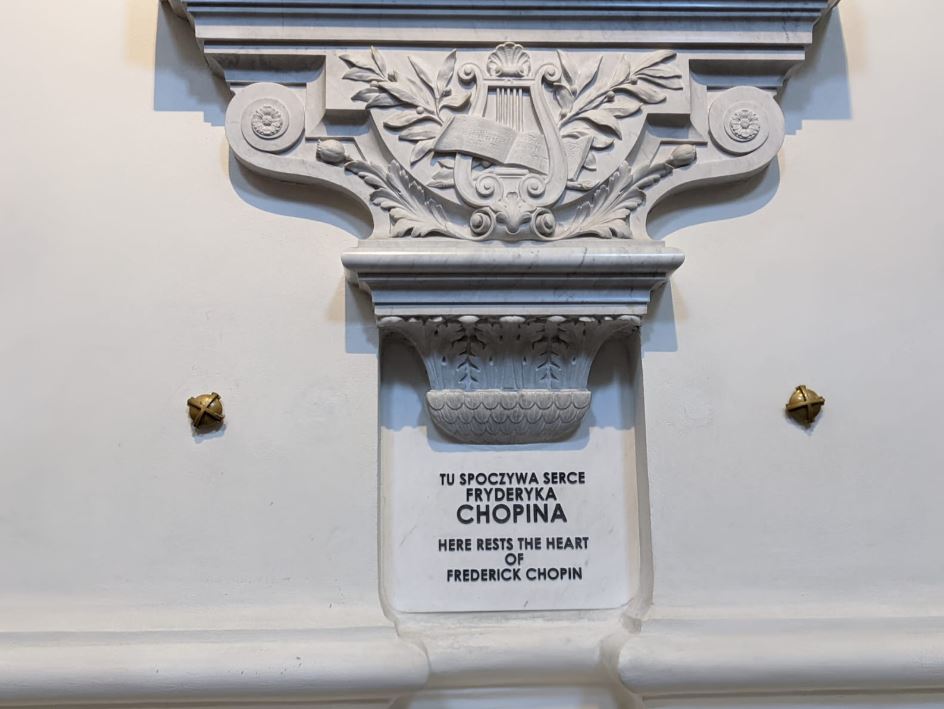 TU SPOCZYWA SERCE
FRYDERYKA
CHOPINA
HERE RESTS THE HEART
OF
FREDERICK CHOPIN